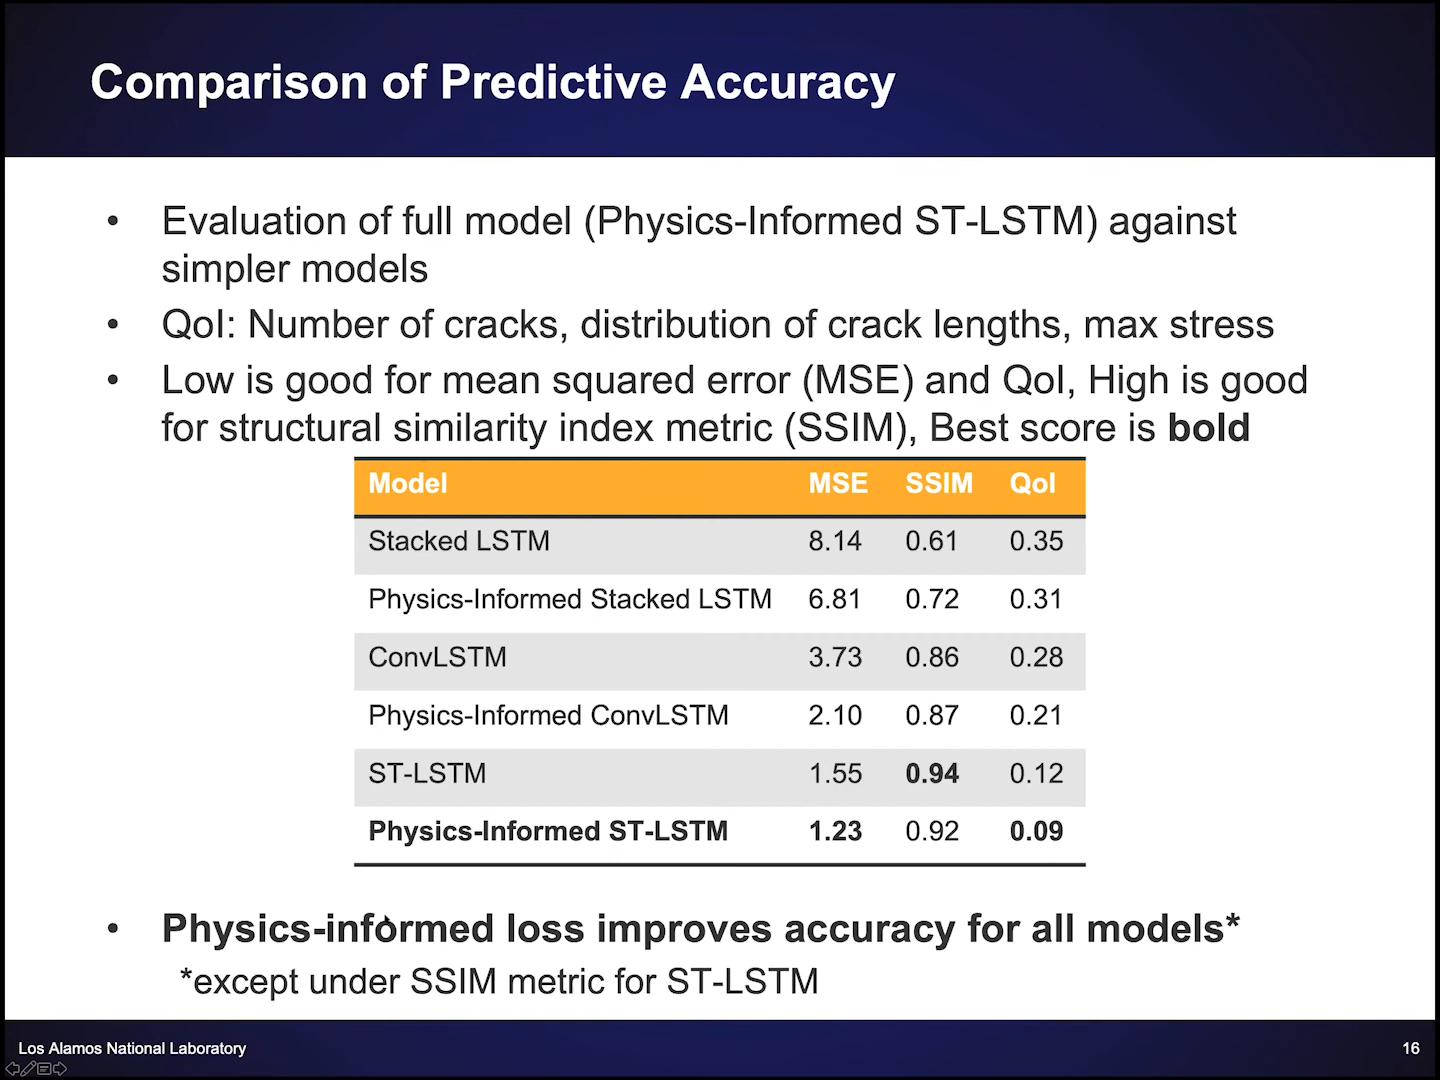 Comparison of Predictive Accuracy
• Evaluation of full model (Physics-Informed ST-LSTM) against
simpler models
• QoI: Number of cracks, distribution of crack lengths, max stress
• Low is good for mean squared error (MSE) and QoI, High is good
for structural similarity index metric (SSIM), Best score is bold
Model MSE SSIM QoI
Stacked LSTM 8.14 0.61 0.35
Physics-Informed Stacked LSTM 6.81 0.72 0.31
ConvLSTM 3.73 0.86 0.28
Physics-Informed ConvLSTM 2.10 0.87 0.21
ST-LSTM 1.55 0.94 0.12
Physics-Informed ST-LSTM 1.23 0.92 0.09
• Physics-informed loss improves accuracy for all models*
*except under SSIM metric for ST-LSTM
Los Alamos National Laboratory 16